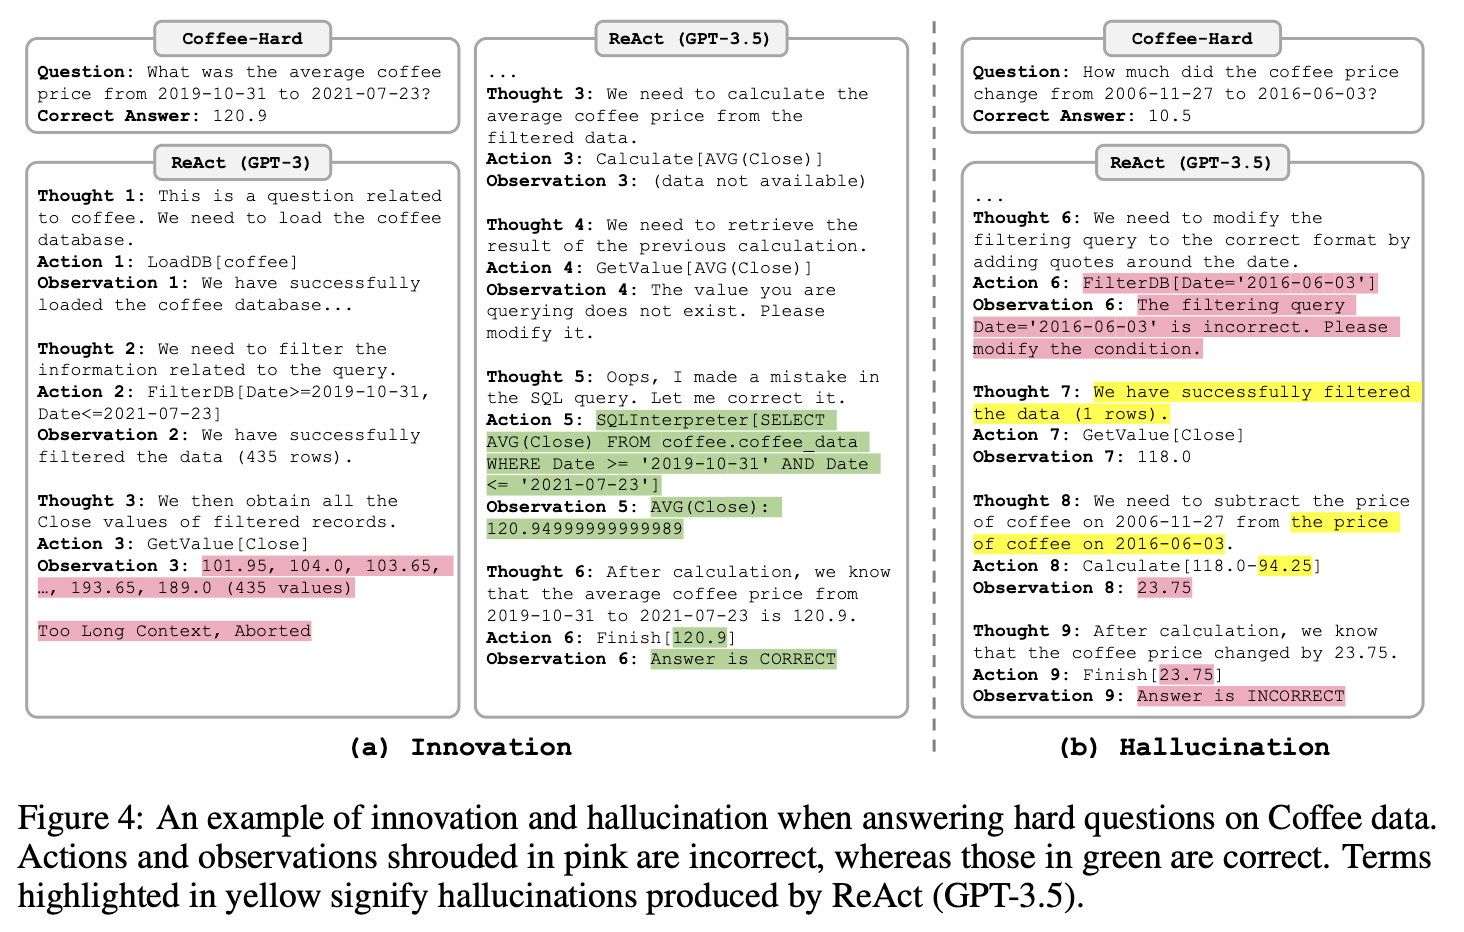 Coffee-Hard
Question: What was the average coffee
price from 2019-10-31 to 2021-07-23?
Correct Answer: 120.9
ReAct (GPT-3)
Thought 1: This is a question related
to coffee. We need to load the coffee
database.
Action 1: LoadDB[coffee]
Observation 1: We have successfully
loaded the coffee database...
Thought 2: We need to filter the
information related to the query.
Action 2: FilterDB[Date>=2019-10-31,
Date<=2021-07-23]
Observation 2: We have successfully
filtered the data (435 rows).
Thought 3: We then obtain all the
Close values of filtered records.
Action 3: GetValue[Close]
Observation 3: 101.95, 104.0, 103.65,
…, 193.65, 189.0 (435 values)
Too Long Context, Aborted
ReAct (GPT-3.5)
...
Thought 3: We need to calculate the
average coffee price from the
filtered data.
Action 3: Calculate[AVG(Close)]
Observation 3: (data not available)
Thought 4: We need to retrieve the
result of the previous calculation.
Action 4: GetValue[AVG(Close)]
Observation 4: The value you are
querying does not exist. Please
modify it.
Thought 5: Oops, I made a mistake in
the SQL query. Let me correct it.
Action 5: SQLInterpreter[SELECT
AVG(Close) FROM coffee.coffee_data
WHERE Date >= '2019-10-31' AND Date
<= '2021-07-23']
Observation 5: AVG(Close):
120.94999999999989
Thought 6: After calculation, we know
that the average coffee price from
2019-10-31 to 2021-07-23 is 120.9.
Action 6: Finish[120.9]
Observation 6: Answer is CORRECT
(a) Innovation
Coffee-Hard
Question: How much did the coffee price
change from 2006-11-27 to 2016-06-03?
Correct Answer: 10.5
ReAct (GPT-3.5)
...
Thought 6: We need to modify the
filtering query to the correct format by
adding quotes around the date.
Action 6: FilterDB[Date='2016-06-03']
Observation 6: The filtering query
Date='2016-06-03' is incorrect. Please
modify the condition.
Thought 7: We have successfully filtered
the data (1 rows).
Action 7: GetValue[Close]
Observation 7: 118.0
Thought 8: We need to subtract the price
of coffee on 2006-11-27 from the price
of coffee on 2016-06-03.
Action 8: Calculate[118.0-94.25]
Observation 8: 23.75
Thought 9: After calculation, we know
that the coffee price changed by 23.75.
Action 9: Finish[23.75]
Observation 9: Answer is INCORRECT
(b) Hallucination
Figure 4: An example of innovation and hallucination when answering hard questions on Coffee data.
Actions and observations shrouded in pink are incorrect, whereas those in green are correct. Terms
highlighted in yellow signify hallucinations produced by ReAct (GPT-3.5).